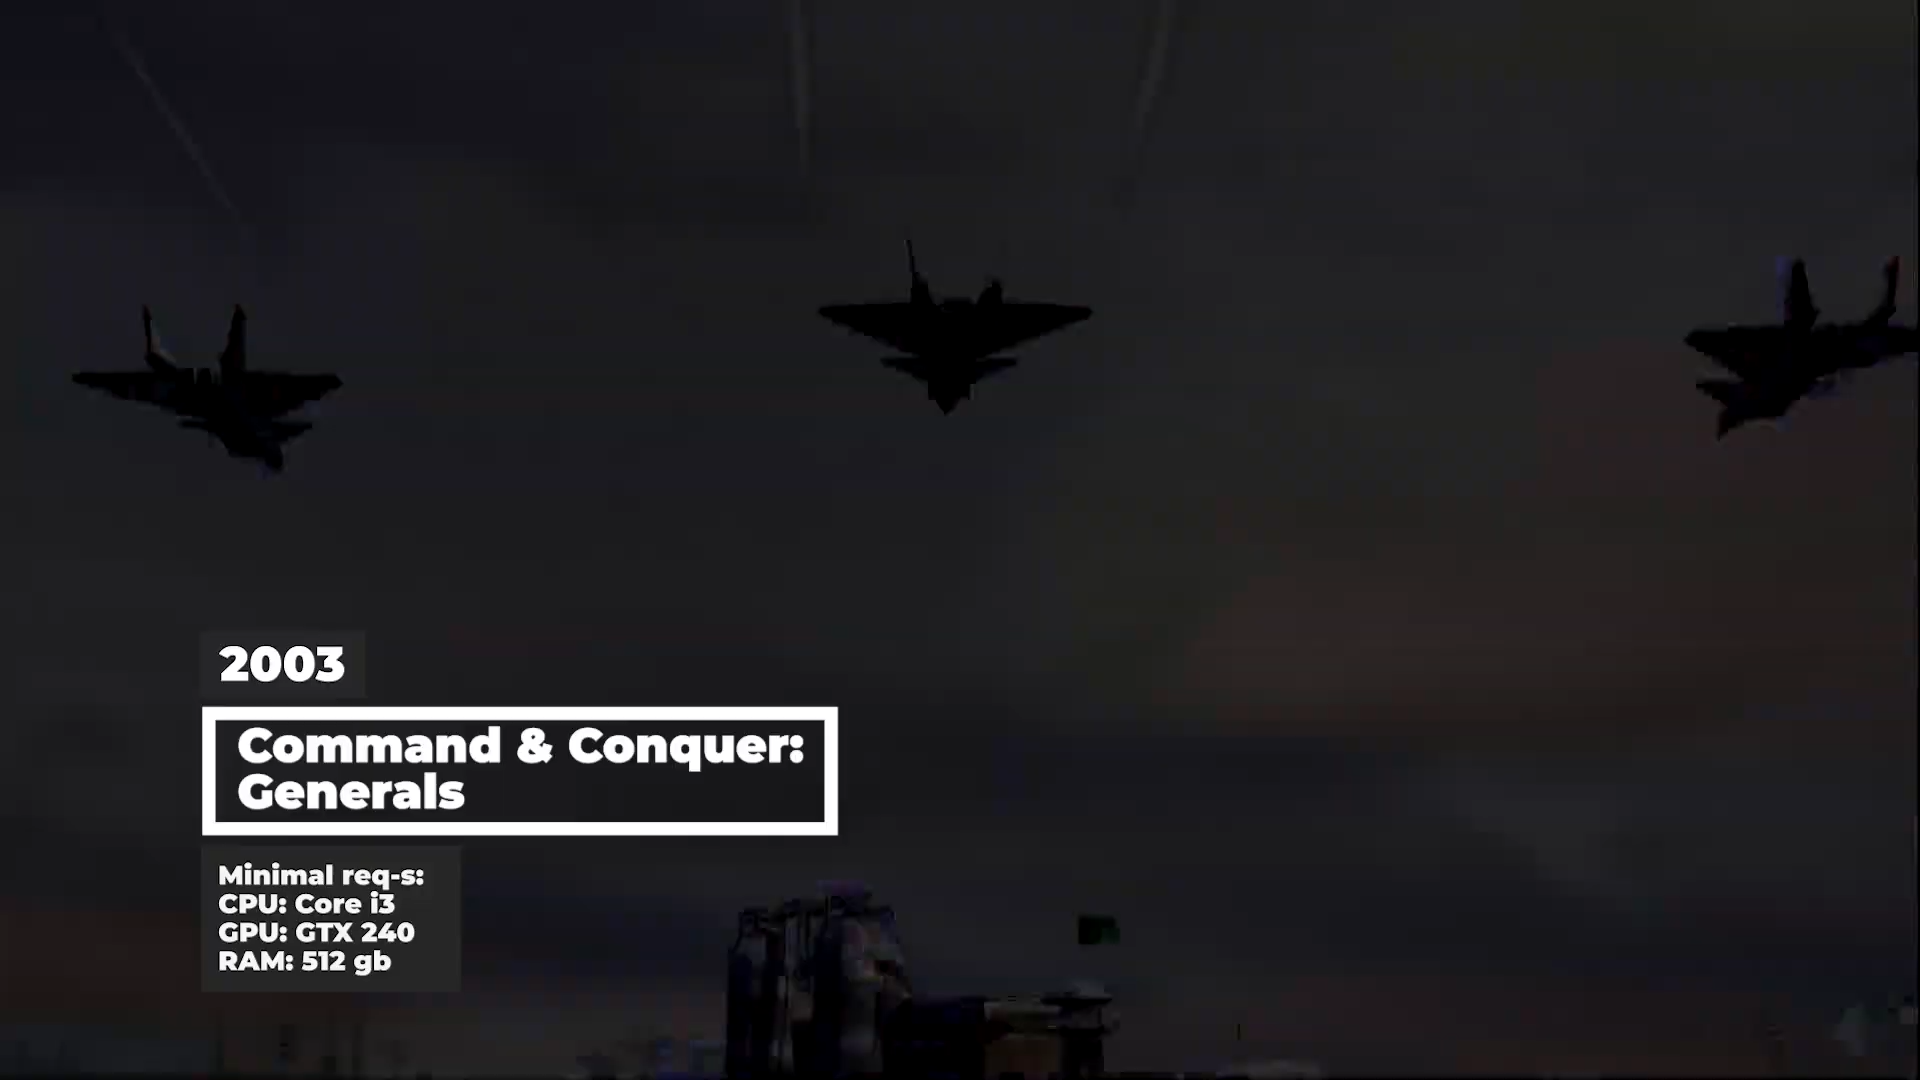 2003
Command & Conquer:
Generals
Minimal req-s:
CPU: Core i3
GPU: GTX 240
RAM: 512 gb